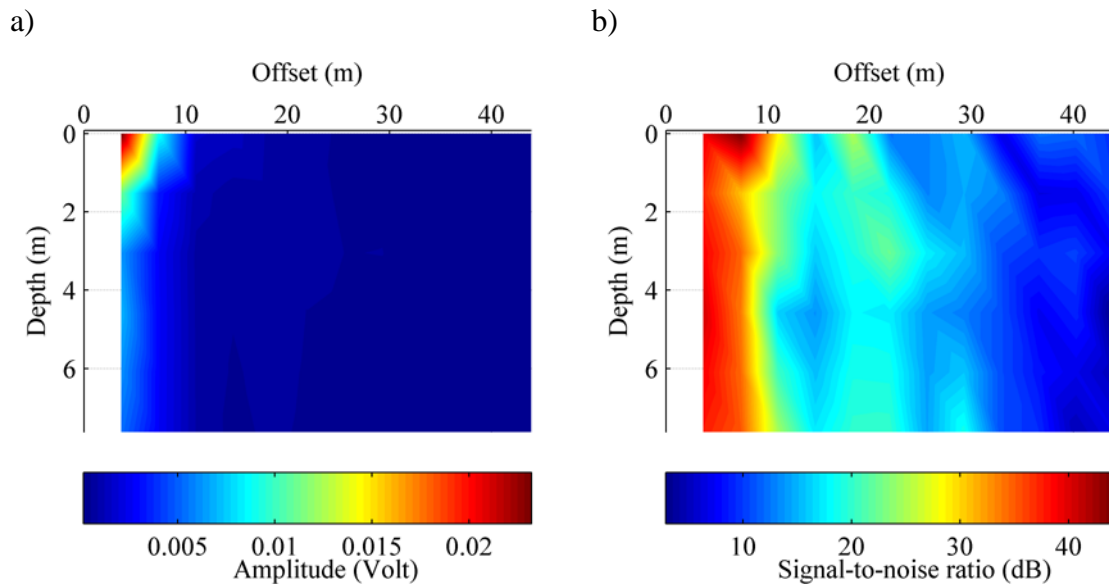 a)
Offset (m)
0 10 20 30 40
0
2
4
6
Depth (m)
0.005 0.01 0.015 0.02
Amplitude (Volt)
b)
Offset (m)
0 10 20 30 40
0
2
4
6
Depth (m)
10 20 30 40
Signal-to-noise ratio (dB)